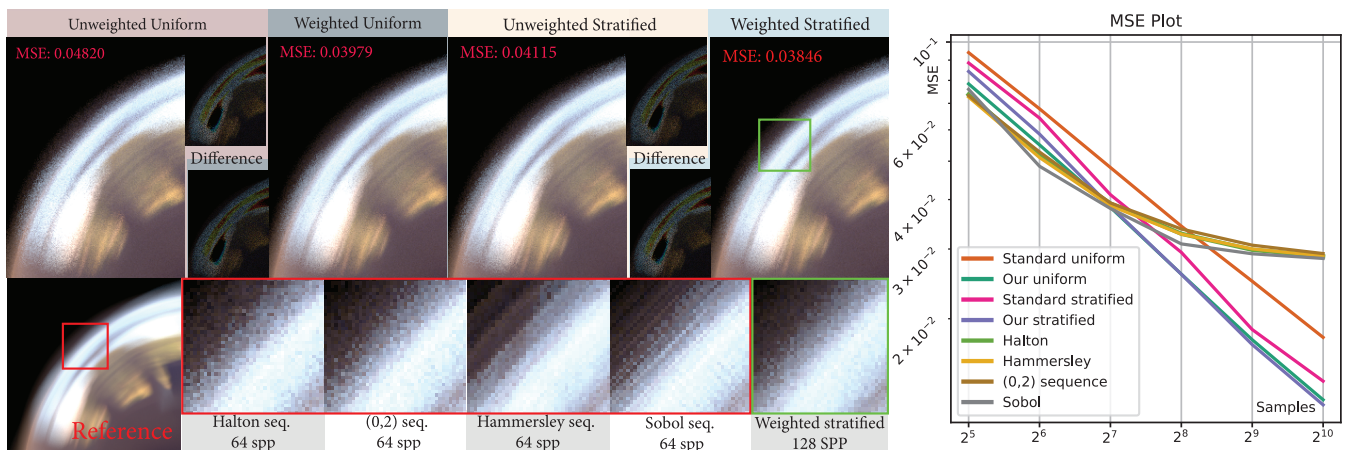 Unweighted Uniform
Weighted Uniform
Unweighted Stratified
Weighted Stratified
MSE: 0.04820
MSE: 0.03979
MSE: 0.04115
MSE: 0.03846
Difference
Difference
Reference
Halton seq.
64 spp
(0,2) seq.
64 spp
Hammersley seq.
64 spp
Sobol seq.
64 spp
Weighted stratified
128 SPP
MSE Plot
MSE
10⁻¹
6 × 10⁻²
4 × 10⁻²
3 × 10⁻²
2 × 10⁻²
Standard uniform
Our uniform
Standard stratified
Our stratified
Halton
Hammersley
(0,2) sequence
Sobol
Samples
2⁵ 2⁶ 2⁷ 2⁸ 2⁹ 2¹⁰